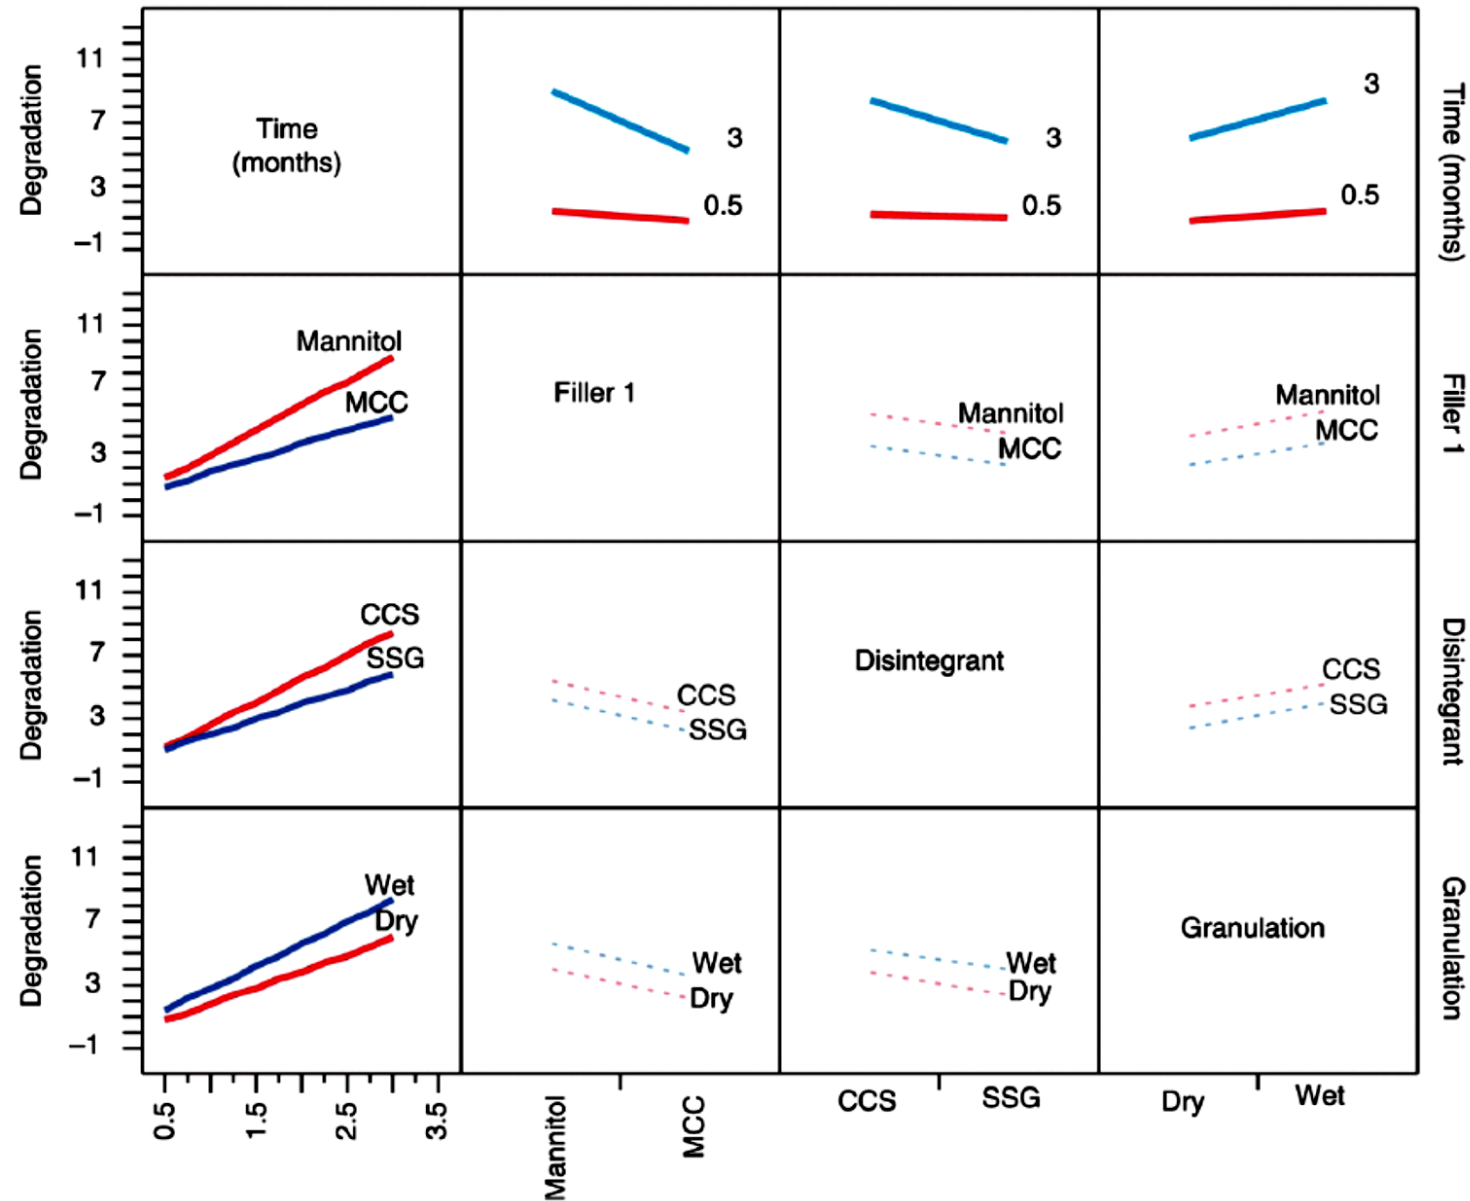 Degradation
11
7
3
–1
Time
(months)
3
0.5
3
0.5
3
0.5
Time (months)
Degradation
11
7
3
–1
Mannitol
MCC
Filler 1
Mannitol
MCC
Mannitol
MCC
Filler 1
Degradation
11
7
3
–1
CCS
SSG
CCS
SSG
Disintegrant
CCS
SSG
Disintegrant
Degradation
11
7
3
–1
Wet
Dry
Wet
Dry
Wet
Dry
Granulation
Granulation
0.5
1.5
2.5
3.5
Mannitol
MCC
CCS
SSG
Dry
Wet